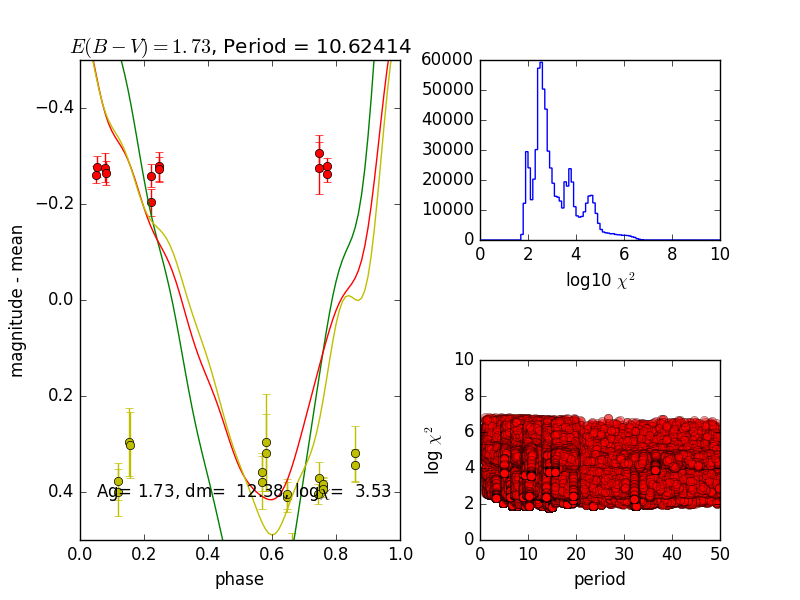 E(B − V) = 1.73, Period = 10.62414
−0.4
−0.2
0.0
0.2
0.4
magnitude - mean
Ag= 1.73, dm= 12.38, logχ= 3.53
0.0 0.2 0.4 0.6 0.8 1.0
phase
60000
50000
40000
30000
20000
10000
0
0 2 4 6 8 10
log10 χ²
10
8
6
4
2
0
log χ²
0 10 20 30 40 50
period